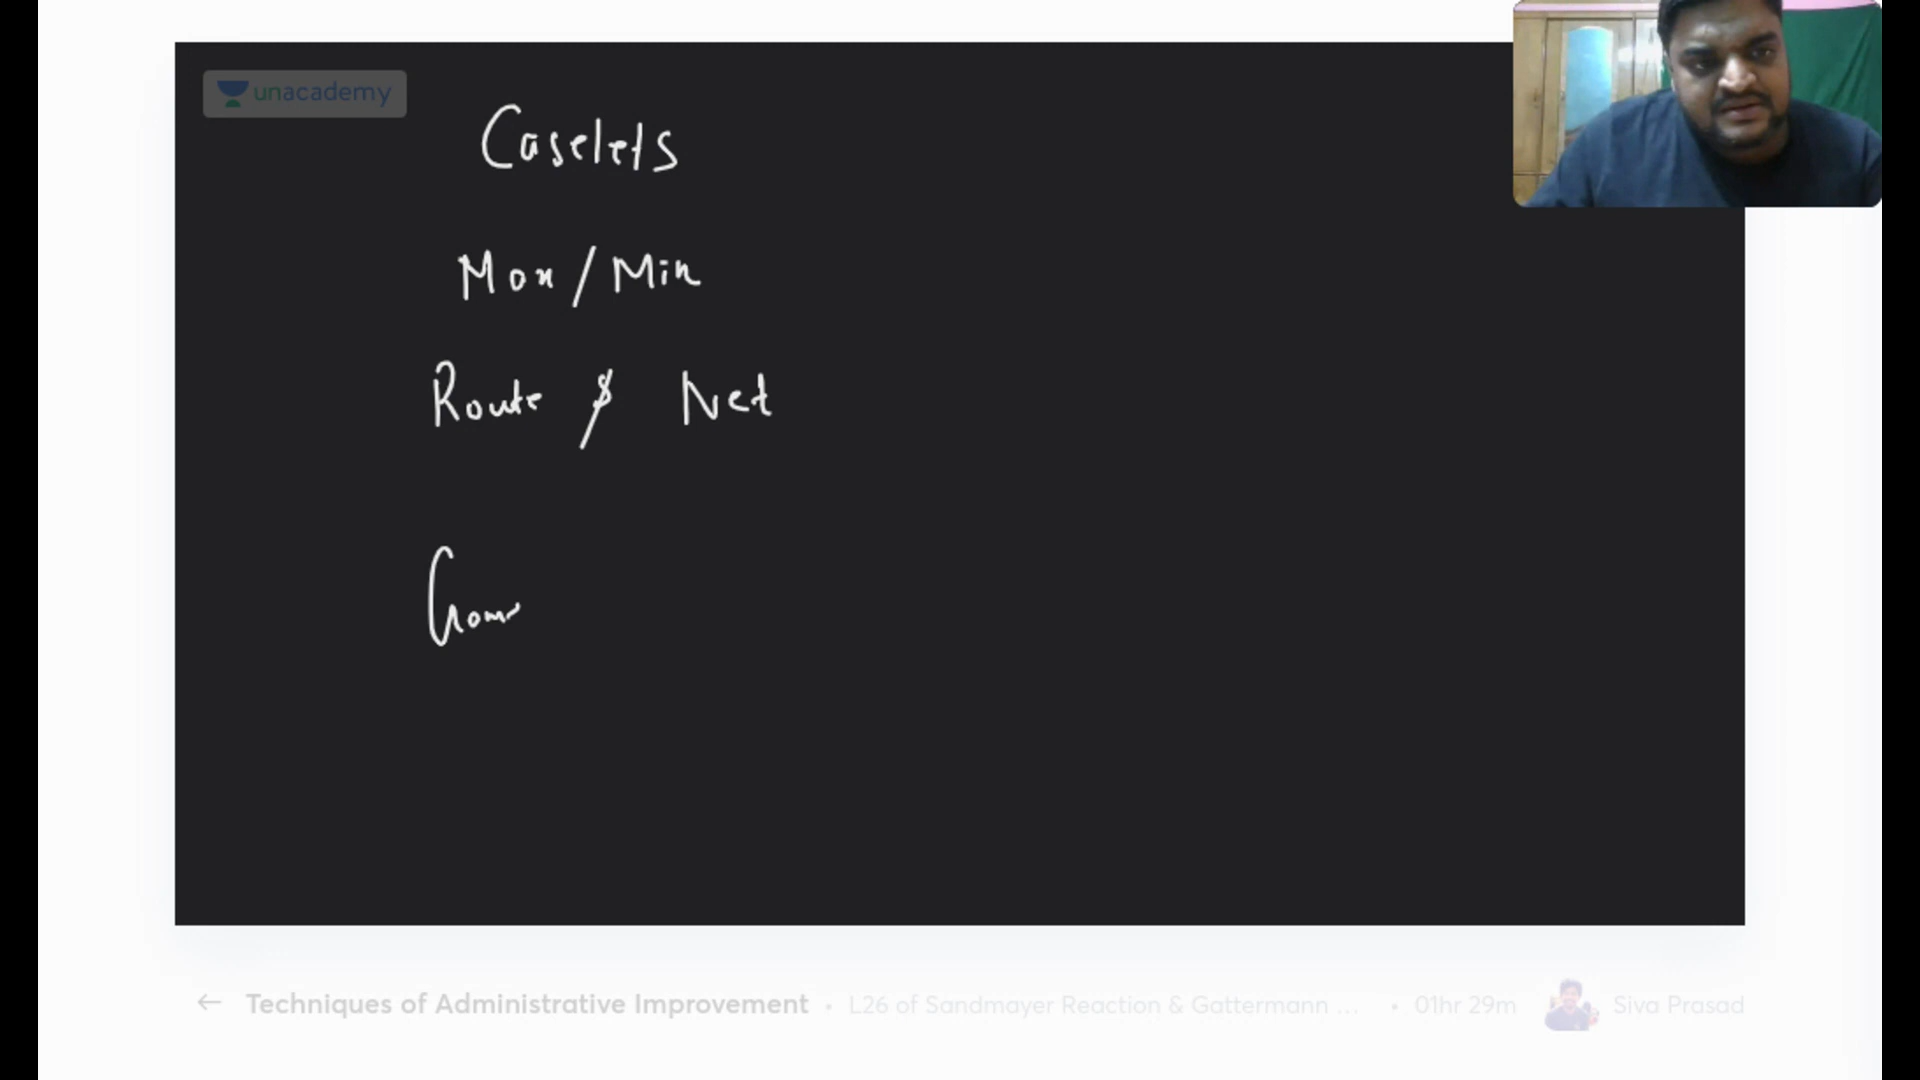 unacademy
Caselets
Max/Min
Route & Net
Game
← Techniques of Administrative Improvement • L26 of Sandmayer Reaction & Gattermann ... • 01hr 29m Siva Prasad